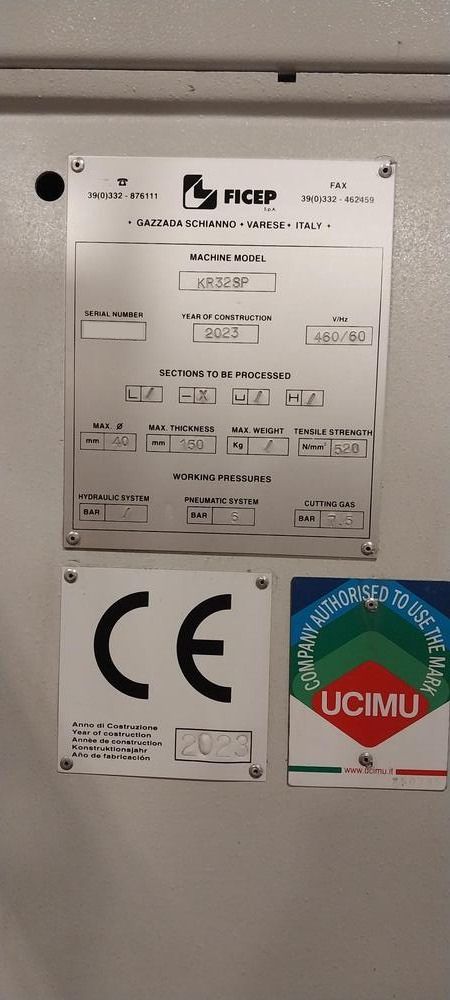 39(0)332 - 876111
FICEP
S.p.A.
FAX
39(0)332 - 462459
• GAZZADA SCHIANNO • VARESE • ITALY •
MACHINE MODEL
KR32SP
SERIAL NUMBER
YEAR OF CONSTRUCTION
2023
V/Hz
460/60
SECTIONS TO BE PROCESSED
L / – X U / H /
MAX. Ø
mm 40
MAX. THICKNESS
mm 150
MAX. WEIGHT
Kg /
TENSILE STRENGTH
N/mm² 520
WORKING PRESSURES
HYDRAULIC SYSTEM
BAR /
PNEUMATIC SYSTEM
BAR 6
CUTTING GAS
BAR 7.5
CE
Anno di Costruzione
Year of costruction
Année de construction
Konstruktionsjahr
Año de fabricación
2023
COMPANY AUTHORISED TO USE THE MARK
UCIMU
www.ucimu.it